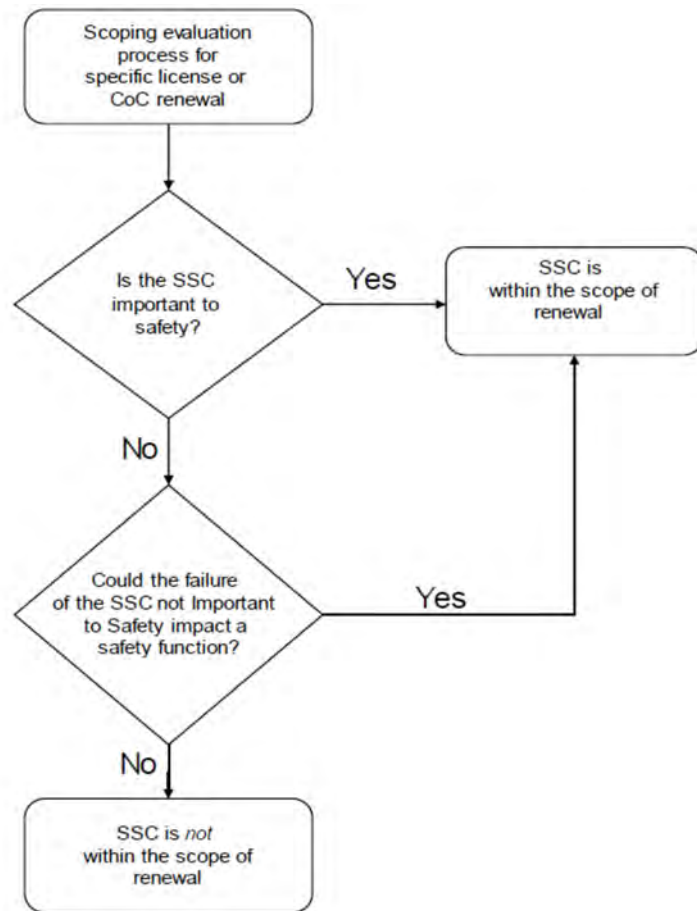 Scoping evaluation
process for
specific license or
CoC renewal
Is the SSC
important to
safety?
Yes
SSC is
within the scope of
renewal
No
Could the failure
of the SSC not Important
to Safety impact a
safety function?
Yes
No
SSC is not
within the scope of
renewal